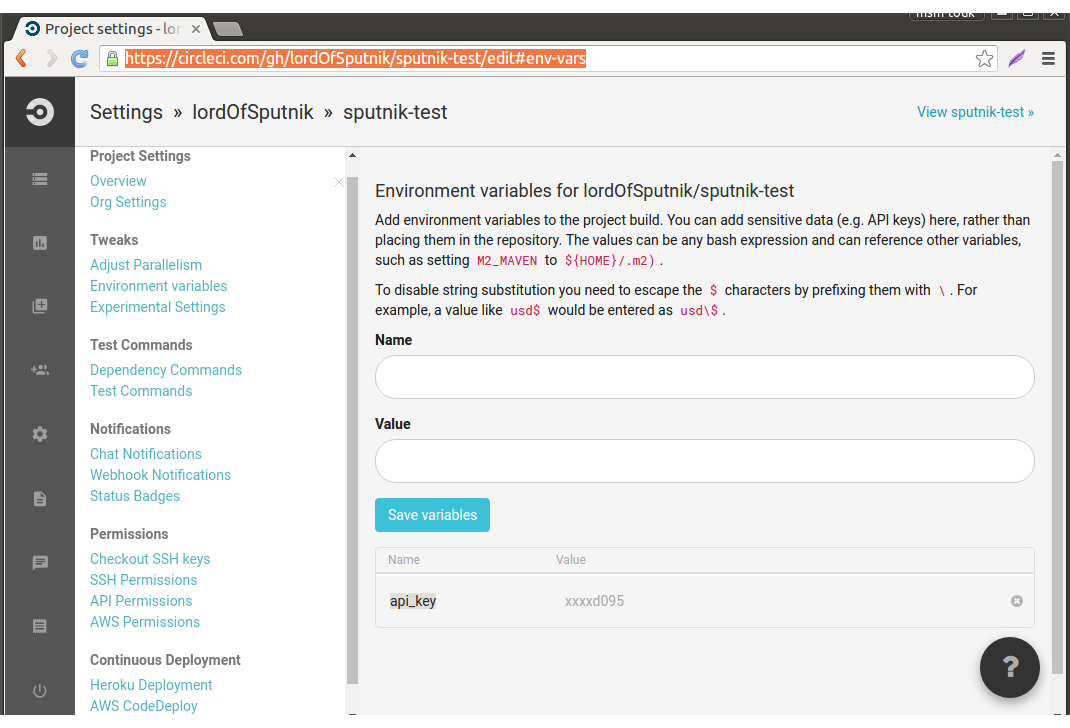 Project settings - lor
https://circleci.com/gh/lordOfSputnik/sputnik-test/edit#env-vars
Settings » lordOfSputnik » sputnik-test
View sputnik-test »
Project Settings
Overview
Org Settings
Tweaks
Adjust Parallelism
Environment variables
Experimental Settings
Test Commands
Dependency Commands
Test Commands
Notifications
Chat Notifications
Webhook Notifications
Status Badges
Permissions
Checkout SSH keys
SSH Permissions
API Permissions
AWS Permissions
Continuous Deployment
Heroku Deployment
AWS CodeDeploy
Environment variables for lordOfSputnik/sputnik-test
Add environment variables to the project build. You can add sensitive data (e.g. API keys) here, rather than
placing them in the repository. The values can be any bash expression and can reference other variables,
such as setting M2_MAVEN to ${HOME}/.m2) .
To disable string substitution you need to escape the $ characters by prefixing them with \ . For
example, a value like usd$ would be entered as usd\$ .
Name
Value
Save variables
Name Value
api_key xxxxd095
?